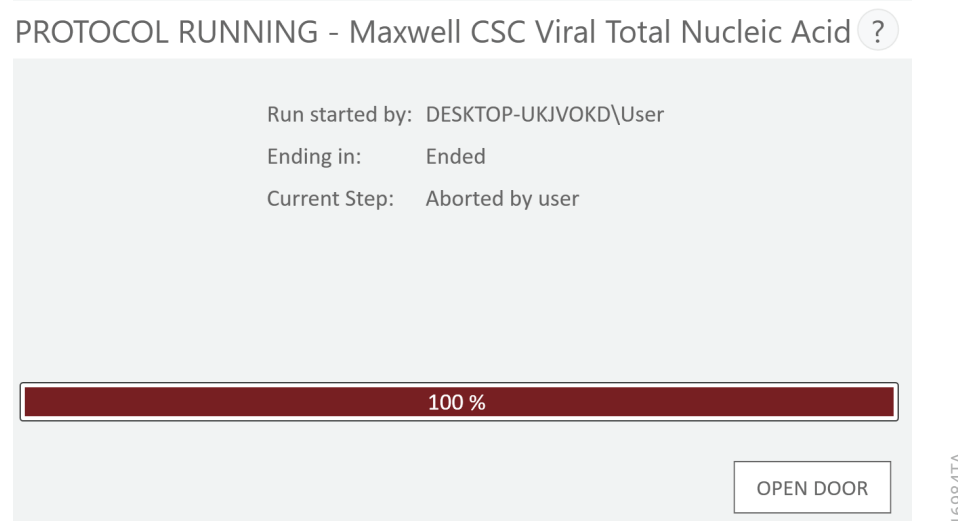 PROTOCOL RUNNING - Maxwell CSC Viral Total Nucleic Acid ?
Run started by: DESKTOP-UKJVOKD\User
Ending in: Ended
Current Step: Aborted by user
100 %
OPEN DOOR